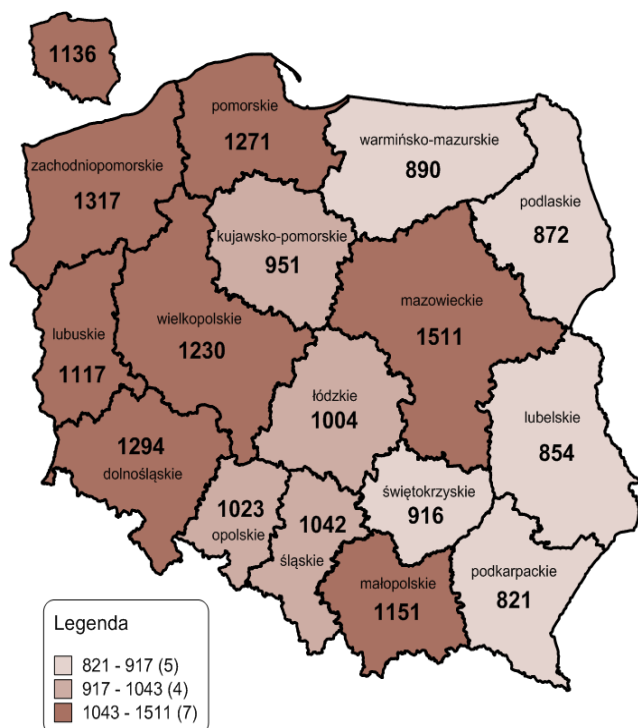 1136
pomorskie
1271
warmińsko-mazurskie
890
zachodniopomorskie
1317
podlaskie
872
kujawsko-pomorskie
951
mazowieckie
1511
wielkopolskie
1230
lubuskie
1117
łódzkie
1004
lubelskie
854
1294
dolnośląskie
świętokrzyskie
916
1023
opolskie
1042
śląskie
podkarpackie
821
małopolskie
1151
Legenda
821 - 917 (5)
917 - 1043 (4)
1043 - 1511 (7)